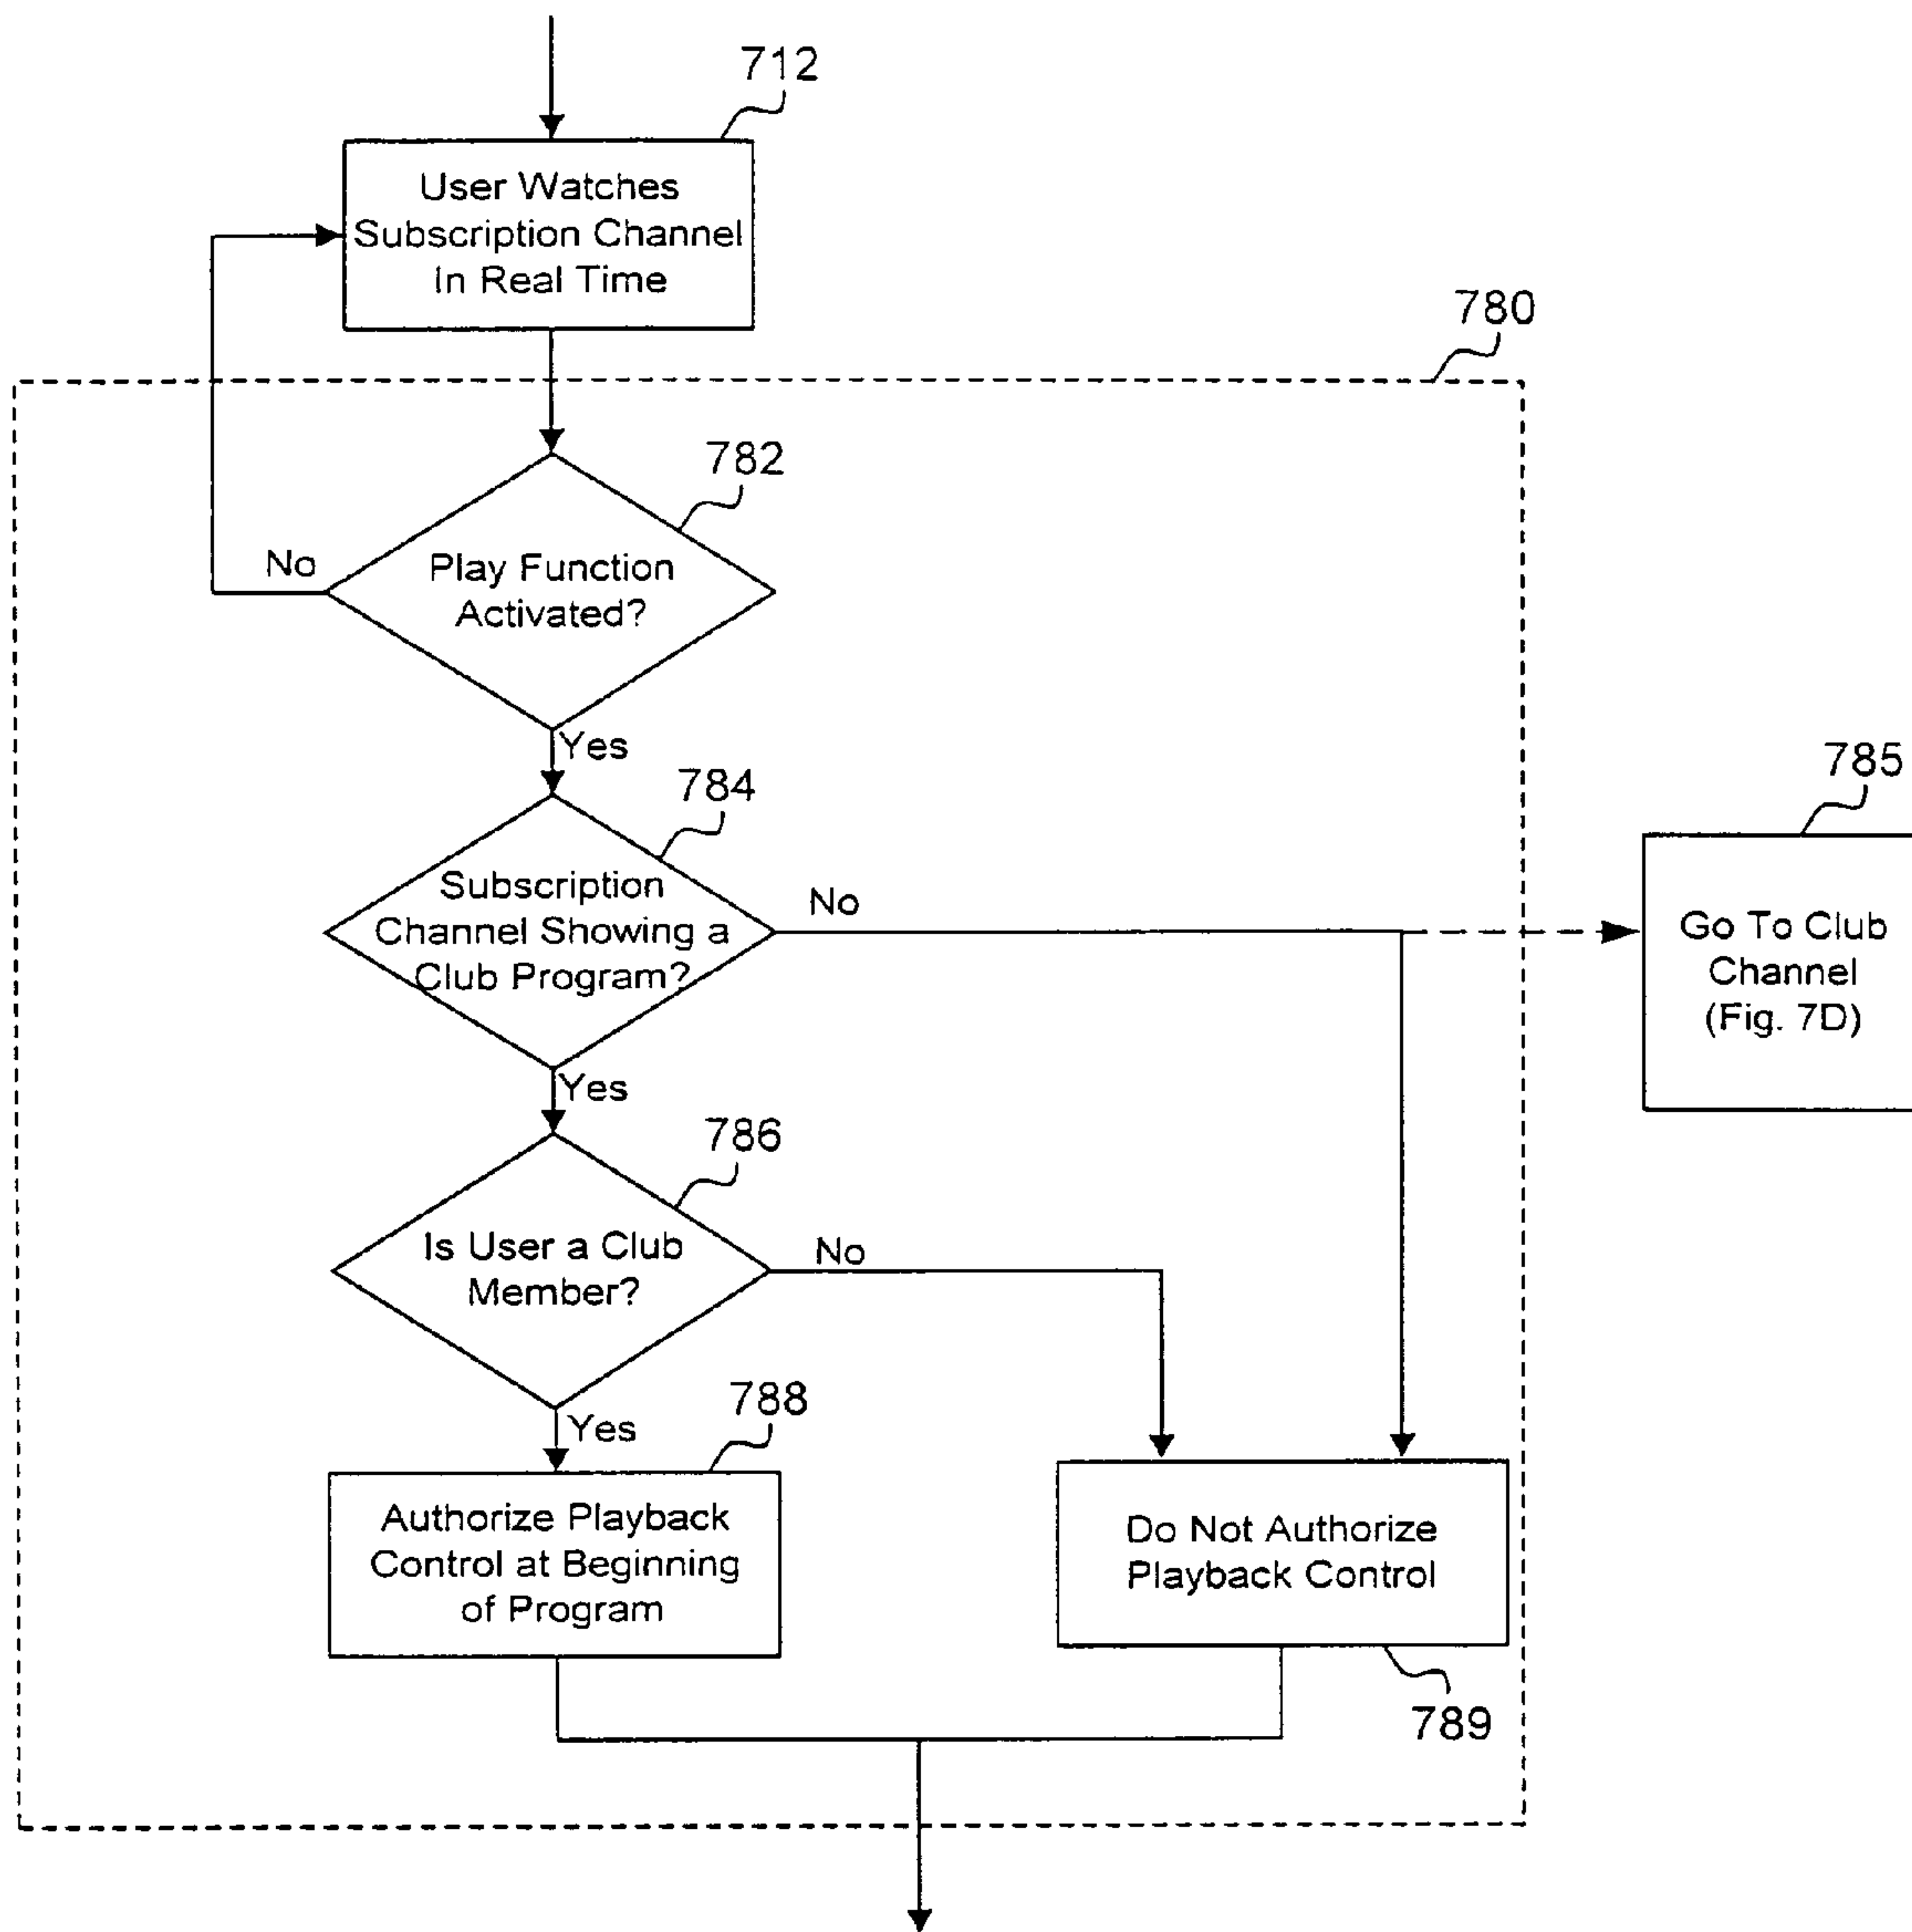 712
User Watches
Subscription Channel
In Real Time
780
782
No
Play Function
Activated?
Yes
784
785
Subscription
Channel Showing a
Club Program?
No
Go To Club
Channel
(Fig. 7D)
Yes
786
Is User a Club
Member?
No
Yes
788
Authorize Playback
Control at Beginning
of Program
Do Not Authorize
Playback Control
789